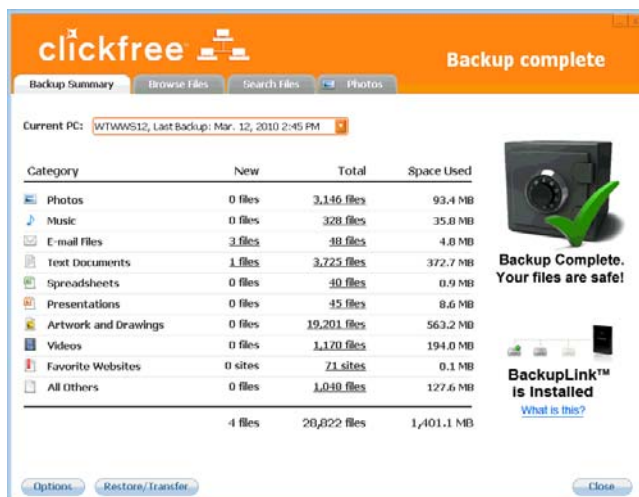 clickfree
Backup complete
Backup Summary Browse Files Search Files Photos
Current PC: WTWWS12, Last Backup: Mar. 12, 2010 2:45 PM
Category New Total Space Used
Photos 0 files 3,146 files 93.4 MB
Music 0 files 328 files 35.8 MB
E-mail Files 3 files 48 files 4.8 MB
Text Documents 1 files 3,725 files 372.7 MB
Spreadsheets 0 files 40 files 0.9 MB
Presentations 0 files 45 files 8.6 MB
Artwork and Drawings 0 files 19,201 files 563.2 MB
Videos 0 files 1,170 files 194.0 MB
Favorite Websites 0 sites 71 sites 0.1 MB
All Others 0 files 1,048 files 127.6 MB
4 files 28,822 files 1,401.1 MB
Backup Complete.
Your files are safe!
BackupLink™
is Installed
What is this?
Options Restore/Transfer Close